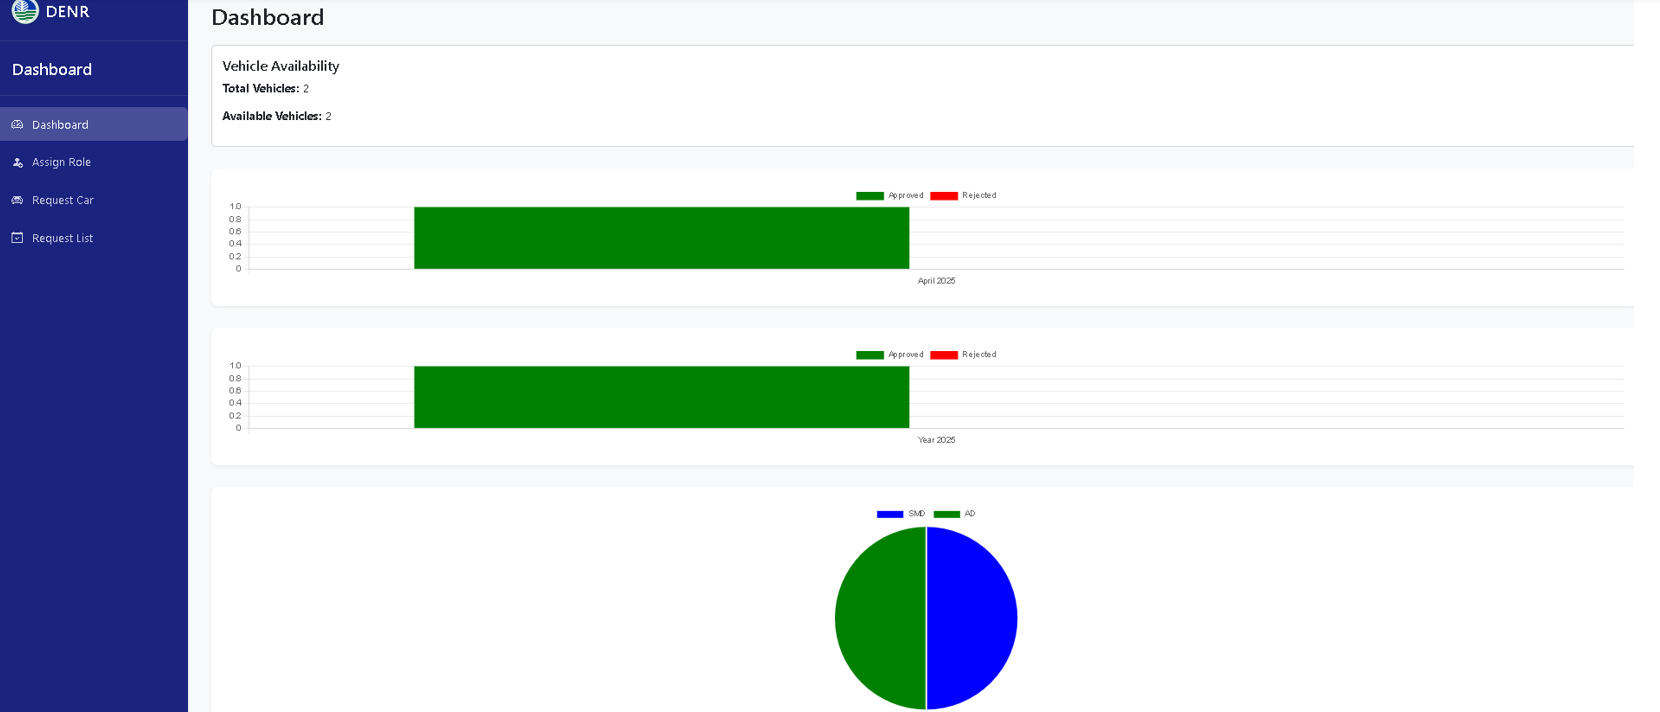 DENR
Dashboard
Dashboard
Assign Role
Request Car
Request List
Dashboard
Vehicle Availability
Total Vehicles: 2
Available Vehicles: 2
Approved Rejected
1.0
0.8
0.6
0.4
0.2
0
April 2025
Approved Rejected
1.0
0.8
0.6
0.4
0.2
0
Year 2025
SMD AD